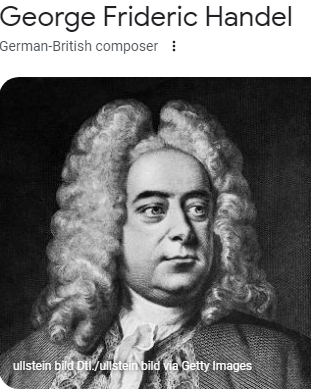 George Frideric Handel
German-British composer
ullstein bild Dtl./ullstein bild via Getty Images